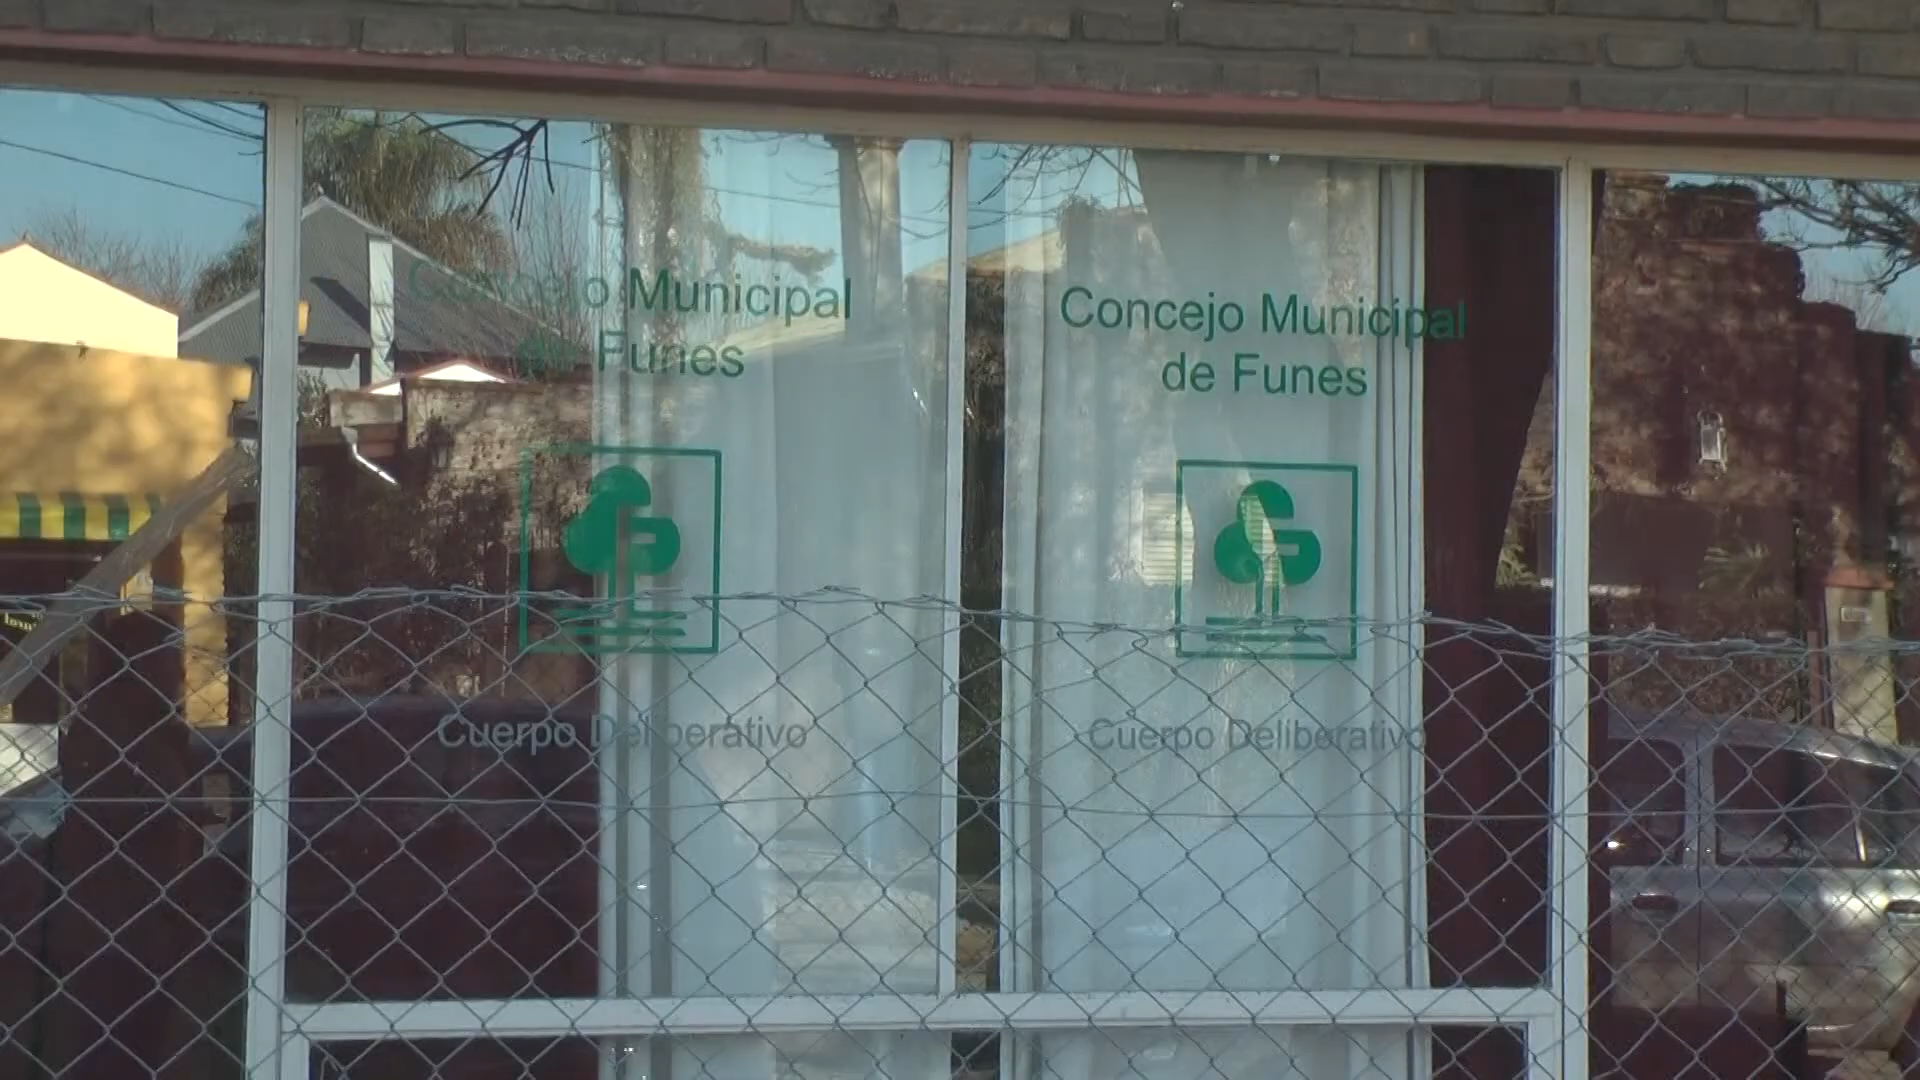 Concejo Municipal
de Funes
Cuerpo Deliberativo
Concejo Municipal
de Funes
Cuerpo Deliberativo